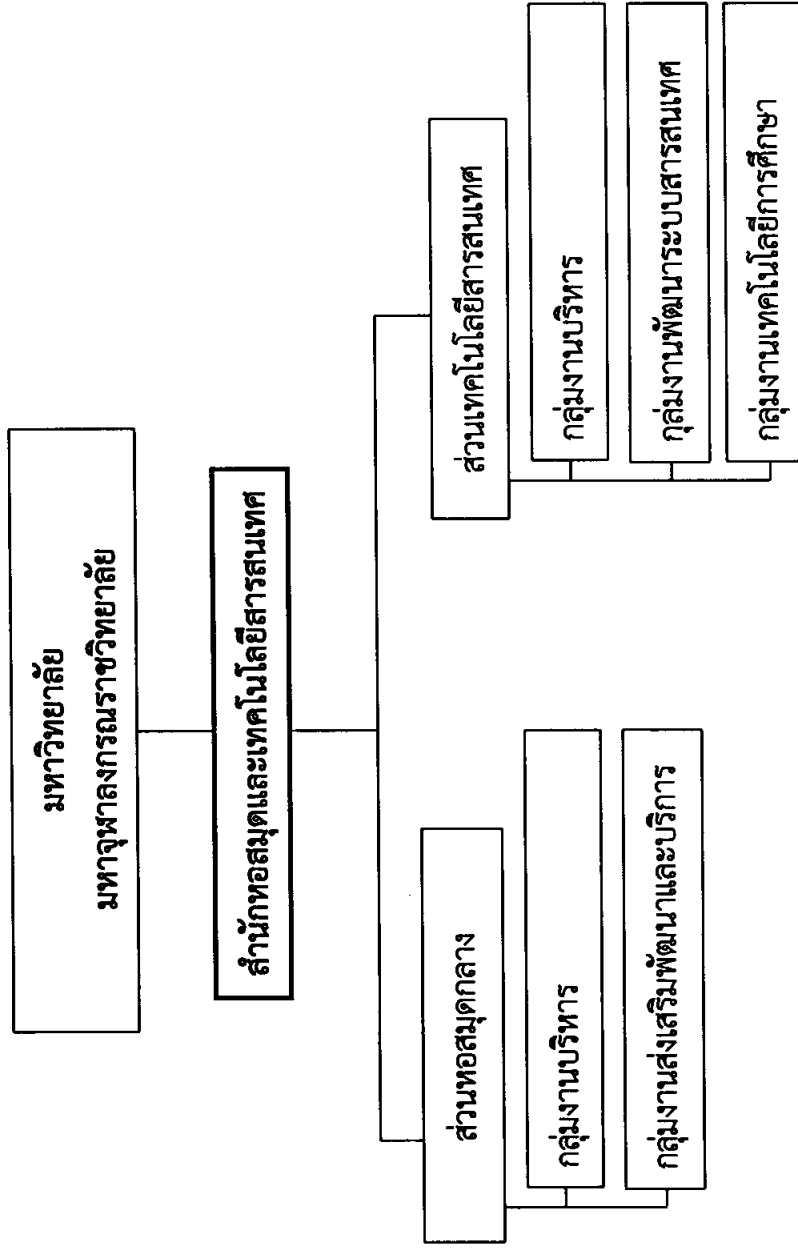 มหาวิทยาลัย
มหาจุฬาลงกรณราชวิทยาลัย
สำนักหอสมุดและเทคโนโลยีสารสนเทศ
ส่วนหอสมุดกลาง
กลุ่มงานบริหาร
กลุ่มงานส่งเสริมพัฒนาและบริการ
ส่วนเทคโนโลยีสารสนเทศ
กลุ่มงานบริหาร
กุล่มงานพัฒนาระบบสารสนเทศ
กลุ่มงานเทคโนโลยีการศึกษา